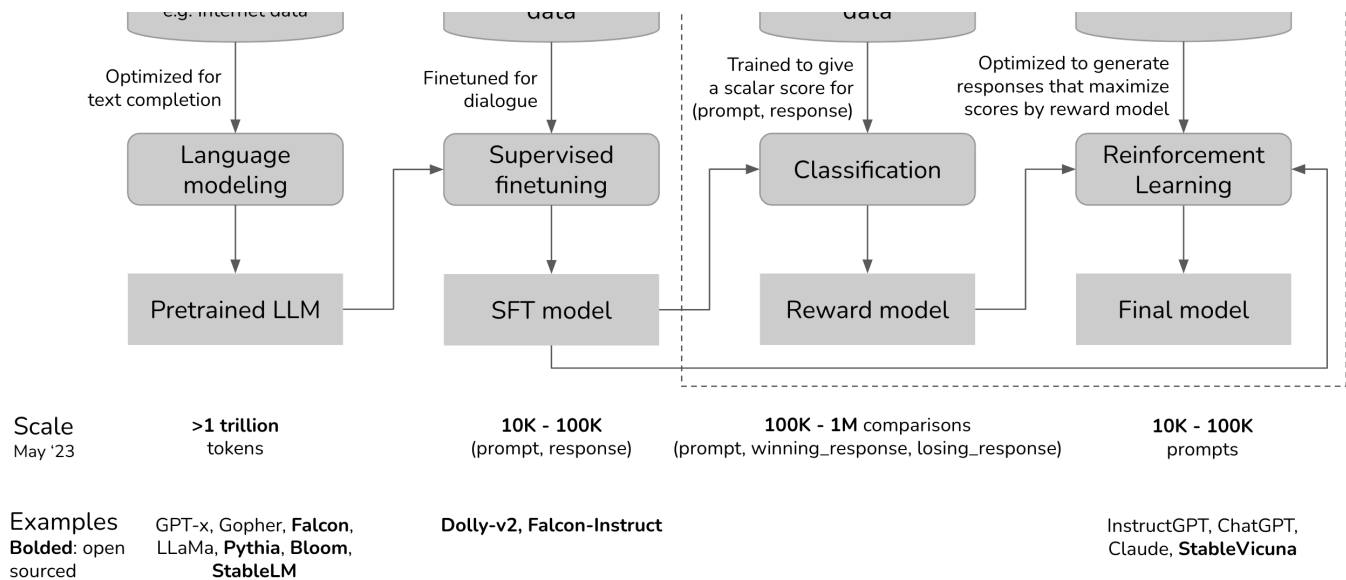 e.g. Internet data
data
data
Optimized for
text completion
Finetuned for
dialogue
Trained to give
a scalar score for
(prompt, response)
Optimized to generate
responses that maximize
scores by reward model
Language
modeling
Supervised
finetuning
Classification
Reinforcement
Learning
Pretrained LLM
SFT model
Reward model
Final model
Scale
May ‘23
>1 trillion
tokens
10K - 100K
(prompt, response)
100K - 1M comparisons
(prompt, winning_response, losing_response)
10K - 100K
prompts
Examples
Bolded: open
sourced
GPT-x, Gopher, Falcon,
LLaMa, Pythia, Bloom,
StableLM
Dolly-v2, Falcon-Instruct
InstructGPT, ChatGPT,
Claude, StableVicuna